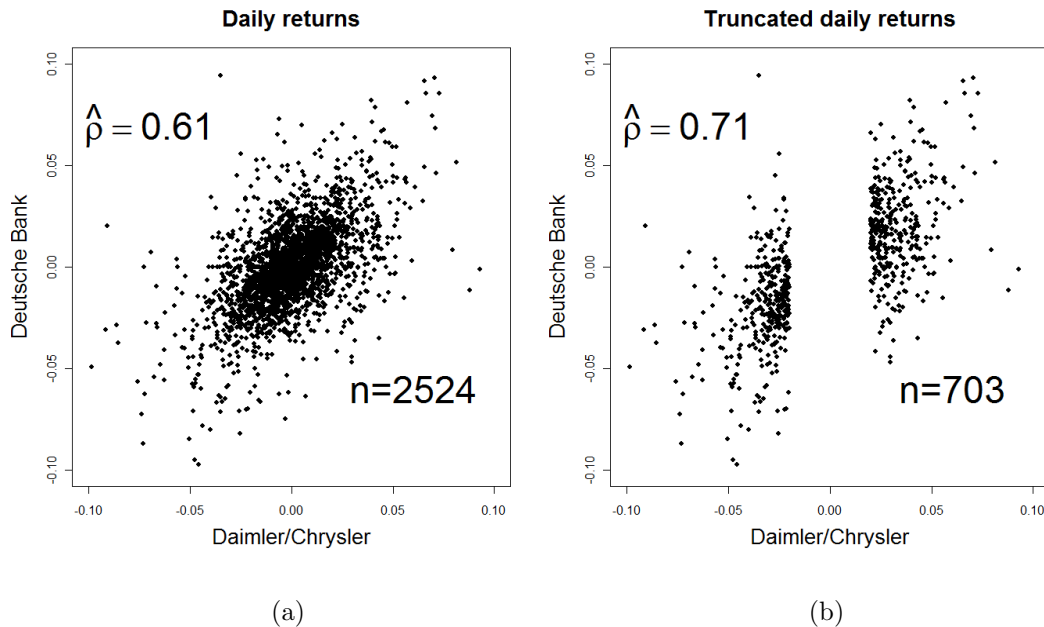 Daily returns
0.10
0.05
0.00
-0.05
-0.10
Deutsche Bank
ρ̂ = 0.61
n=2524
-0.10 -0.05 0.00 0.05 0.10
Daimler/Chrysler
(a)
Truncated daily returns
0.10
0.05
0.00
-0.05
-0.10
Deutsche Bank
ρ̂ = 0.71
n=703
-0.10 -0.05 0.00 0.05 0.10
Daimler/Chrysler
(b)